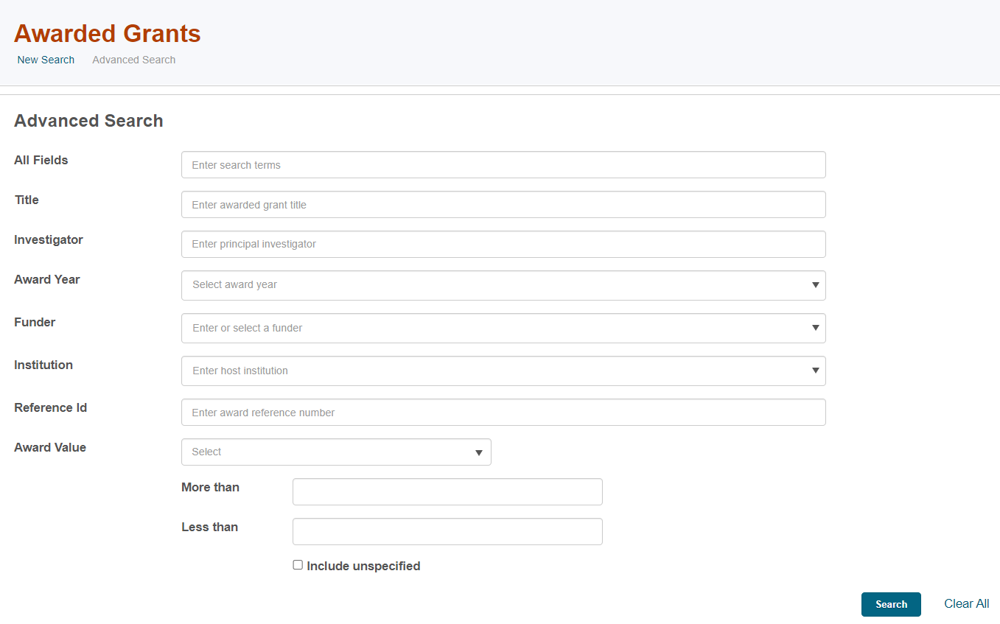 Awarded Grants
New Search Advanced Search
Advanced Search
All Fields Enter search terms
Title Enter awarded grant title
Investigator Enter principal investigator
Award Year Select award year
Funder Enter or select a funder
Institution Enter host institution
Reference Id Enter award reference number
Award Value Select
More than
Less than
Include unspecified
Search Clear All